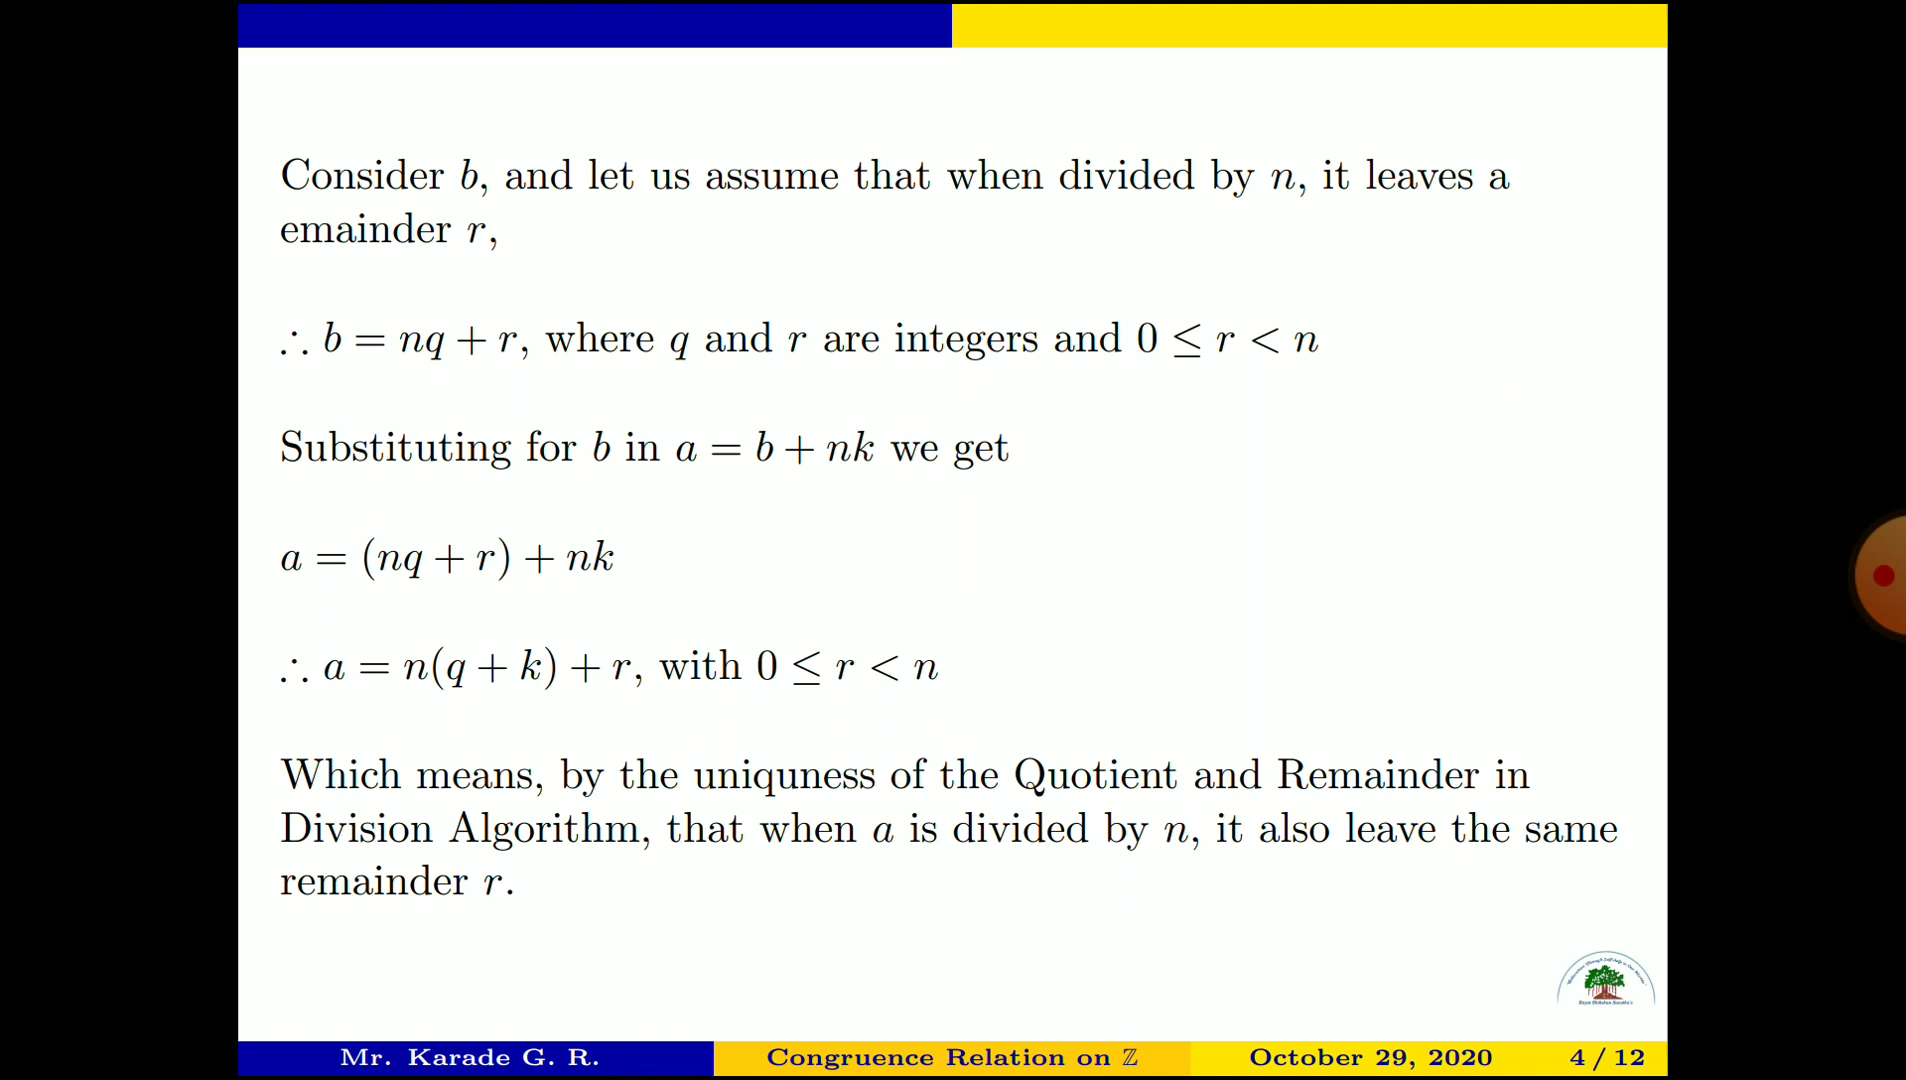 Consider b, and let us assume that when divided by n, it leaves a
emainder r,
∴ b = nq + r, where q and r are integers and 0 ≤ r < n
Substituting for b in a = b + nk we get
a = (nq + r) + nk
∴ a = n(q + k) + r, with 0 ≤ r < n
Which means, by the uniquness of the Quotient and Remainder in
Division Algorithm, that when a is divided by n, it also leave the same
remainder r.
Mr. Karade G. R. Congruence Relation on ℤ October 29, 2020 4 / 12